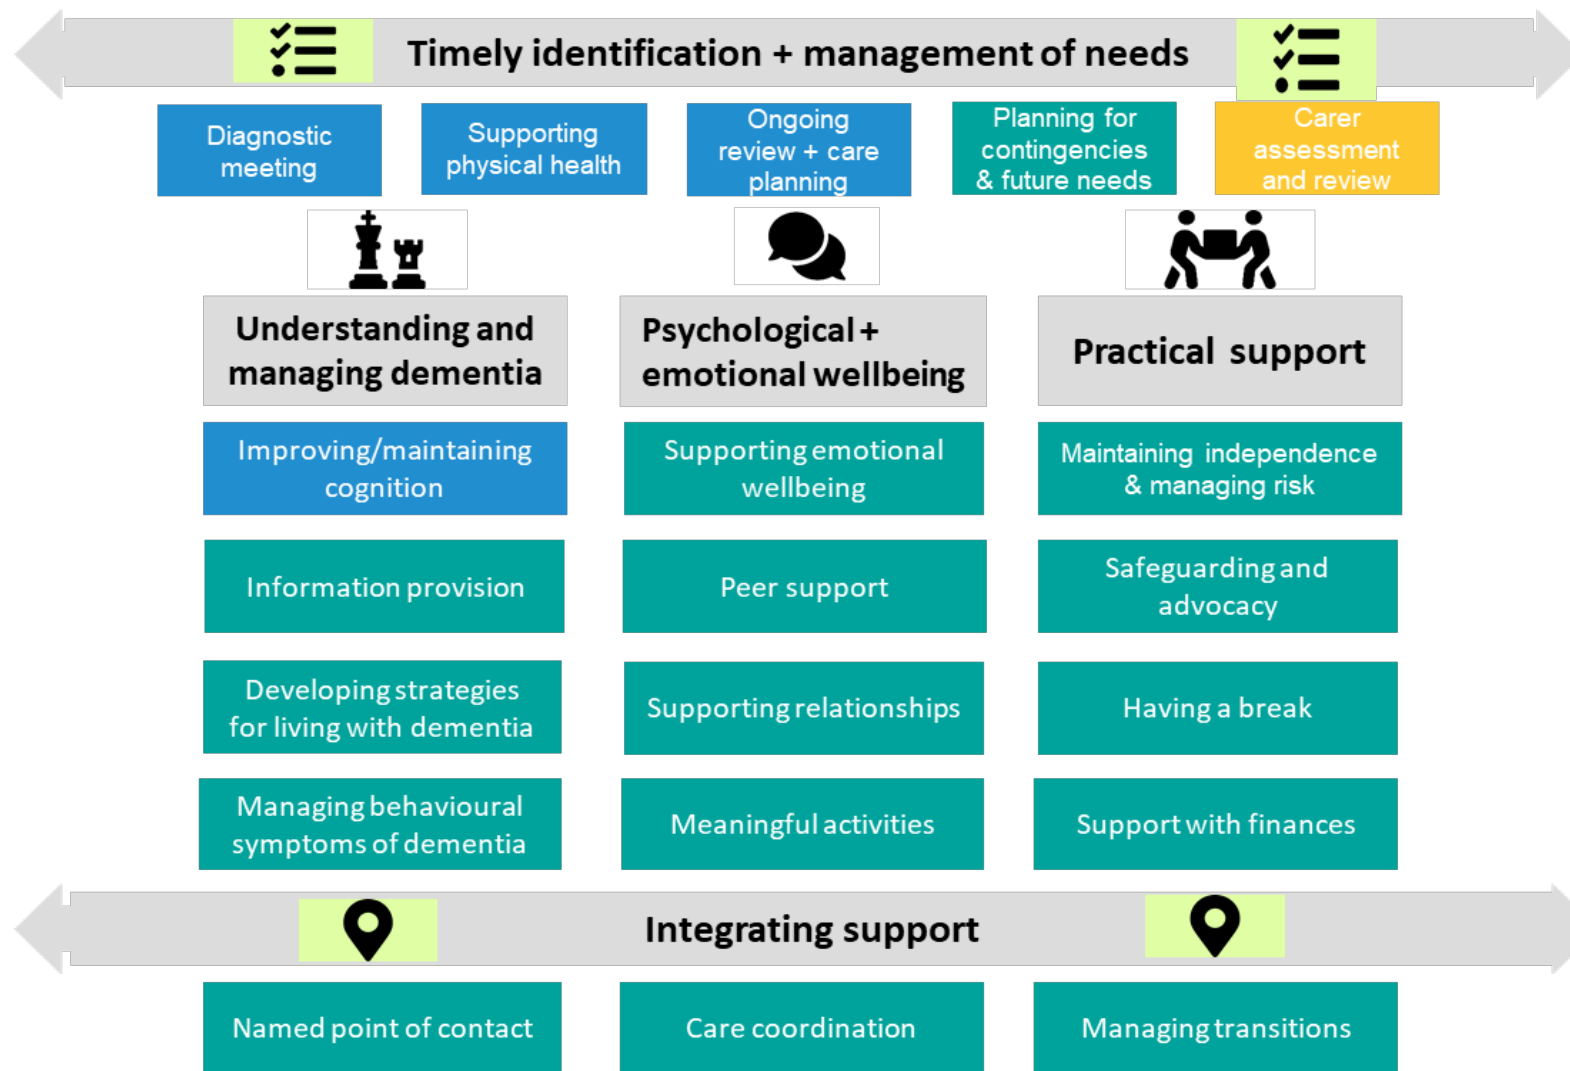 Timely identification + management of needs
Diagnostic
meeting
Supporting
physical health
Ongoing
review + care
planning
Planning for
contingencies
& future needs
Carer
assessment
and review
Understanding and
managing dementia
Psychological +
emotional wellbeing
Practical support
Improving/maintaining
cognition
Supporting emotional
wellbeing
Maintaining independence
& managing risk
Information provision
Peer support
Safeguarding and
advocacy
Developing strategies
for living with dementia
Supporting relationships
Having a break
Managing behavioural
symptoms of dementia
Meaningful activities
Support with finances
Integrating support
Named point of contact
Care coordination
Managing transitions